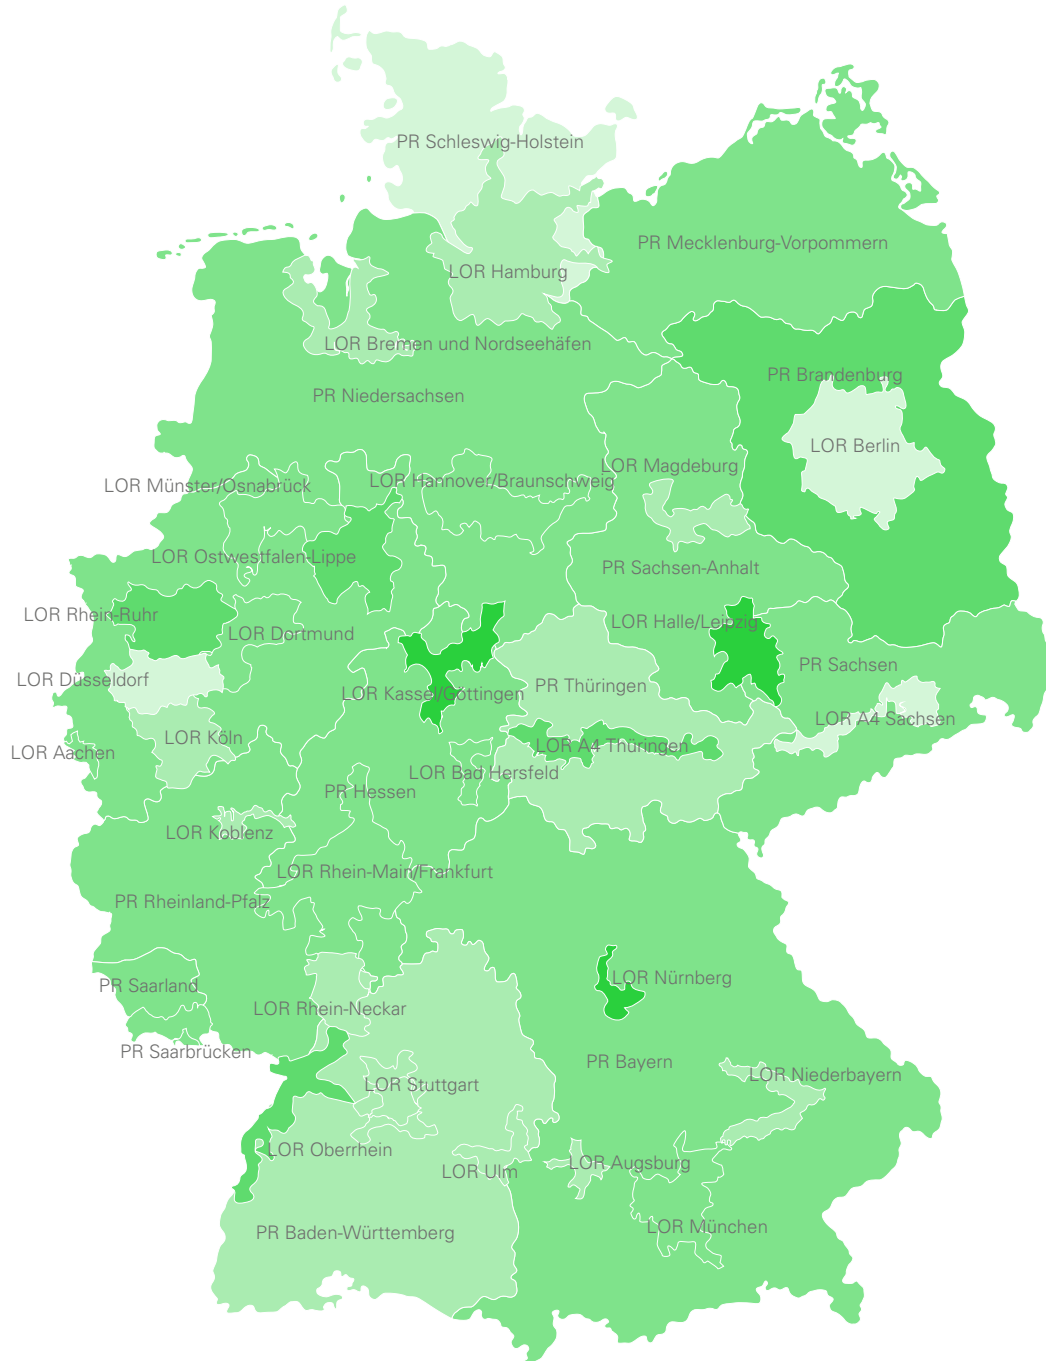 PR Schleswig-Holstein
PR Mecklenburg-Vorpommern
LOR Hamburg
LOR Bremen und Nordseehäfen
PR Brandenburg
PR Niedersachsen
LOR Berlin
LOR Magdeburg
LOR Hannover/Braunschweig
LOR Münster/Osnabrück
LOR Ostwestfalen-Lippe
PR Sachsen-Anhalt
LOR Rhein-Ruhr
LOR Halle/Leipzig
LOR Dortmund
PR Sachsen
LOR Düsseldorf
PR Thüringen
LOR Kassel/Göttingen
LOR A4 Sachsen
LOR Köln
LOR A4 Thüringen
LOR Aachen
LOR Bad Hersfeld
PR Hessen
LOR Koblenz
LOR Rhein-Main/Frankfurt
PR Rheinland-Pfalz
LOR Nürnberg
PR Saarland
LOR Rhein-Neckar
PR Saarbrücken
PR Bayern
LOR Niederbayern
LOR Stuttgart
LOR Oberrhein
LOR Augsburg
LOR Ulm
LOR München
PR Baden-Württemberg